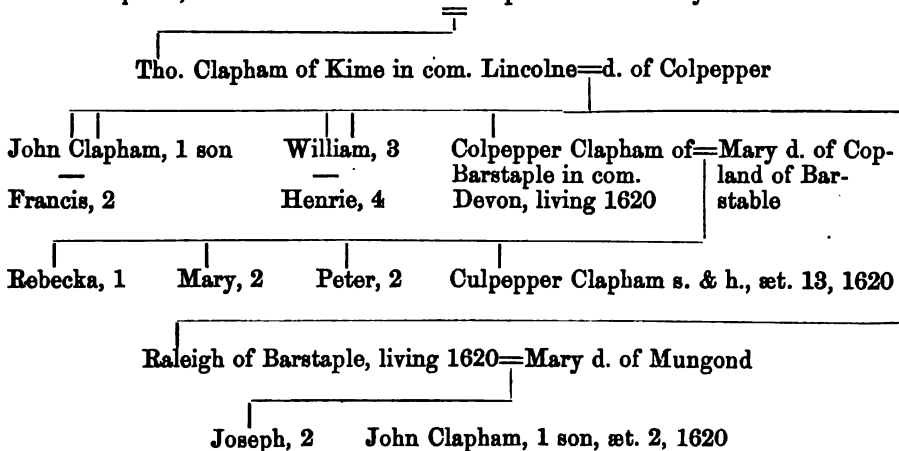 Tho. Clapham of Kime in com. Lincolne=d. of Colpepper
John Clapham, 1 son
Francis, 2
William, 3
Henrie, 4
Colpepper Clapham of=Mary d. of Cop-
Barstaple in com. land of Bar-
Devon, living 1620 stable
Rebecka, 1 Mary, 2 Peter, 2 Culpepper Clapham s. & h., æt. 13, 1620
Raleigh of Barstaple, living 1620=Mary d. of Mungond
Joseph, 2 John Clapham, 1 son, æt. 2, 1620